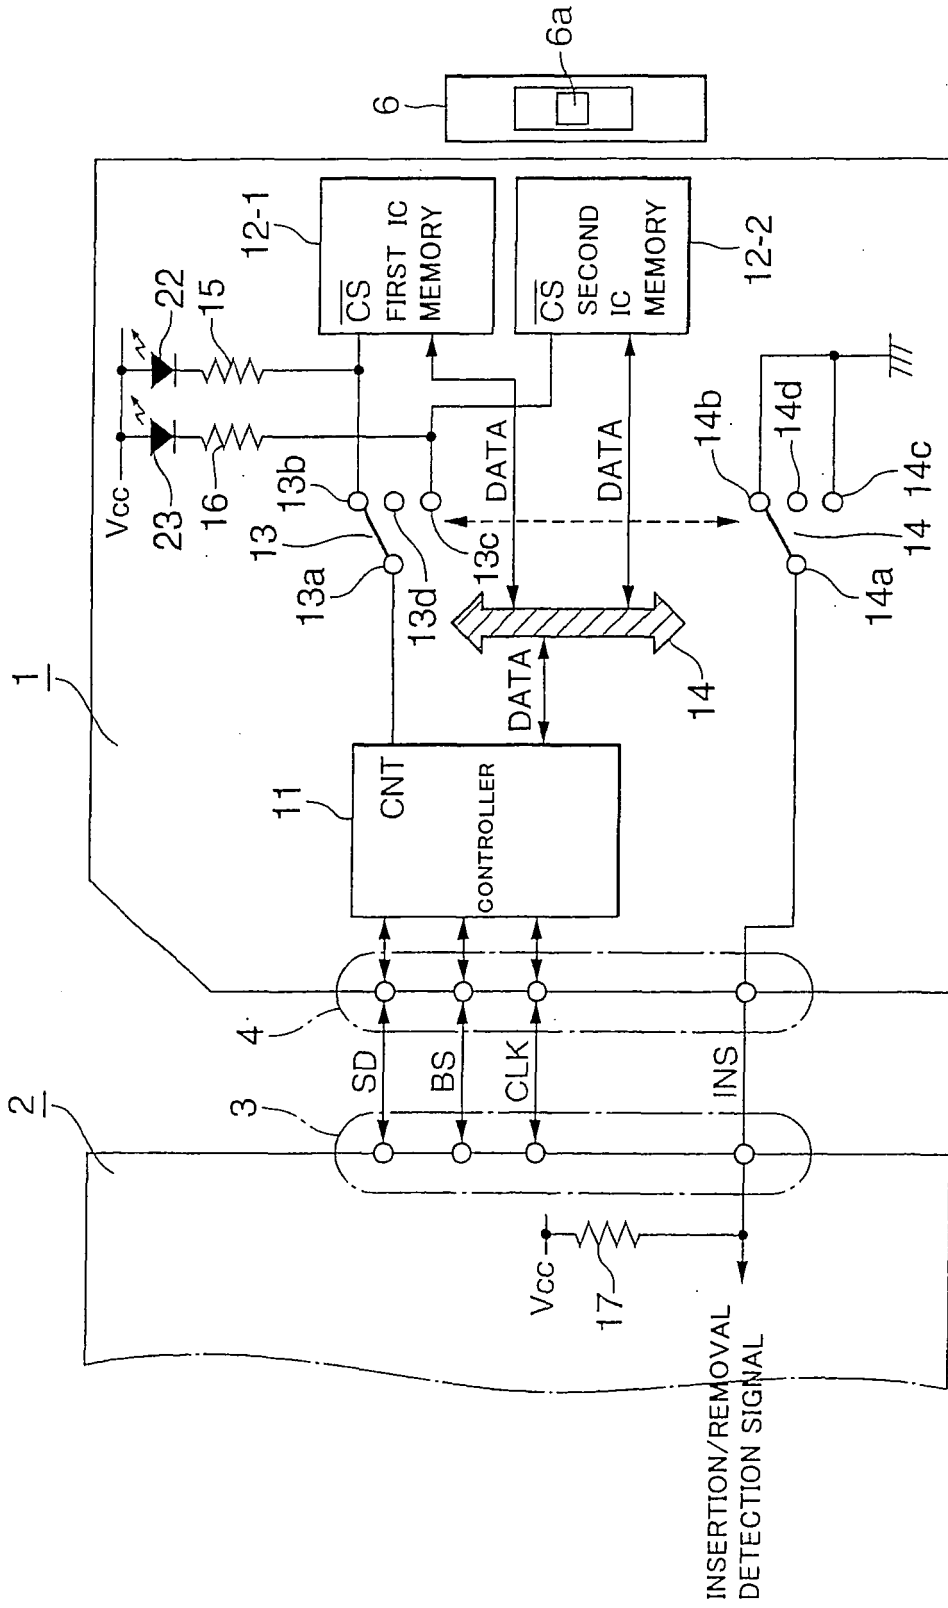 1
2
Vcc
22
23
15
16
12-1
CS
FIRST IC
MEMORY
6
6a
CS
SECOND
IC
MEMORY
12-2
13
13a
13b
13c
13d
DATA
DATA
DATA
14
11
CNT
CONTROLLER
14
14a
14b
14c
14d
4
3
SD
BS
CLK
INS
Vcc
17
INSERTION/REMOVAL
DETECTION SIGNAL